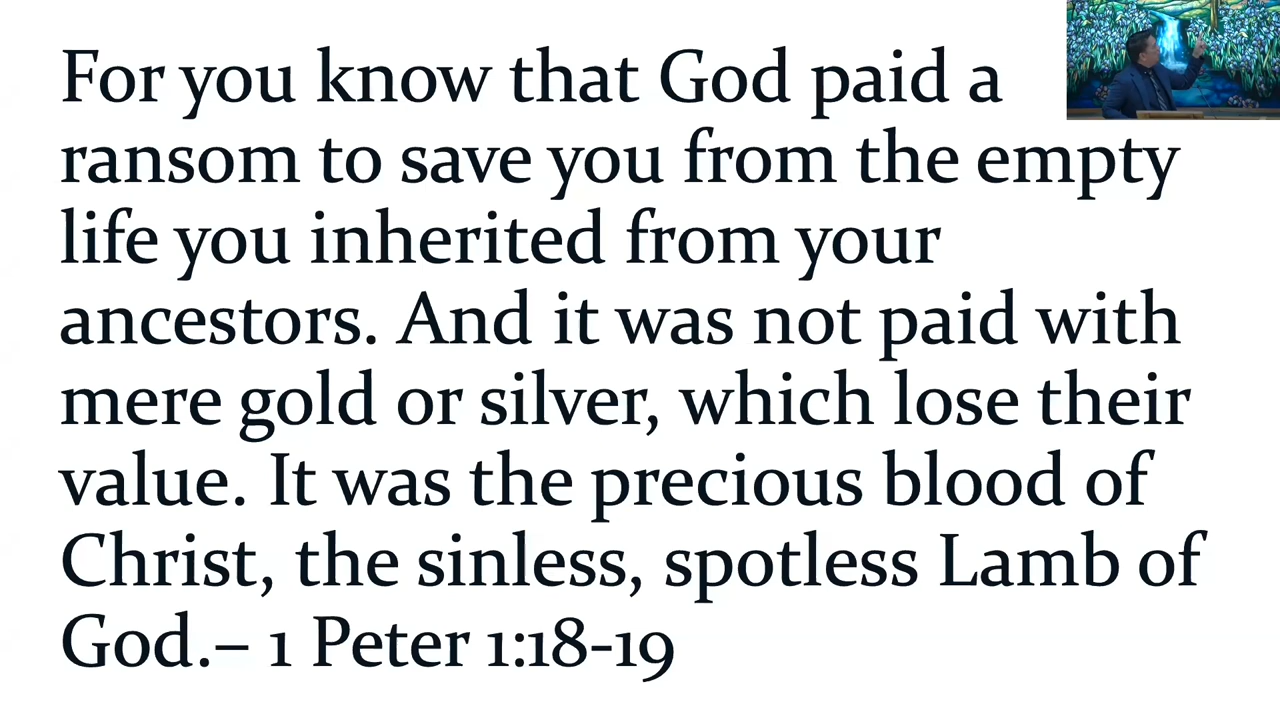 For you know that God paid a
ransom to save you from the empty
life you inherited from your
ancestors. And it was not paid with
mere gold or silver, which lose their
value. It was the precious blood of
Christ, the sinless, spotless Lamb of
God.– 1 Peter 1:18-19